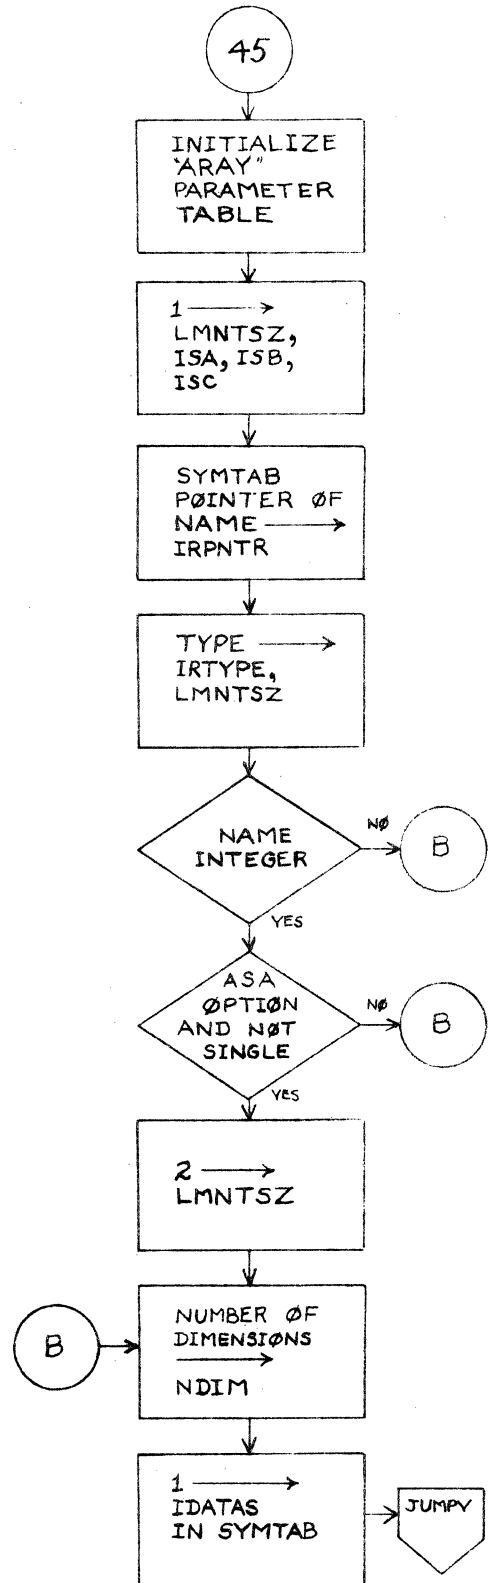 45
INITIALIZE
"ARAY"
PARAMETER
TABLE
1 ⟶
LMNTSZ,
ISA, ISB,
ISC
SYMTAB
PØINTER ØF
NAME ⟶
IRPNTR
TYPE ⟶
IRTYPE,
LMNTSZ
NAME
INTEGER
NØ
B
YES
ASA
ØPTIØN
AND NØT
SINGLE
NØ
B
YES
2 ⟶
LMNTSZ
B
NUMBER ØF
DIMENSIØNS
⟶
NDIM
1 ⟶
IDATAS
IN SYMTAB
JUMPY